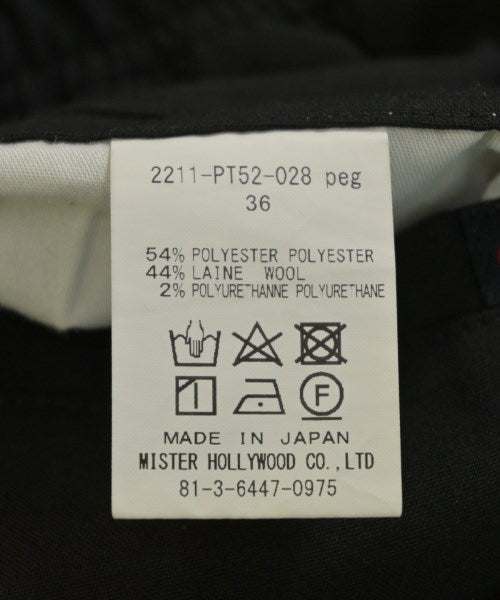 2211-PT52-028 peg
36
54% POLYESTER POLYESTER
44% LAINE WOOL
2% POLYURETHANNE POLYURETHANE
F
MADE IN JAPAN
MISTER HOLLYWOOD CO.,LTD
81-3-6447-0975